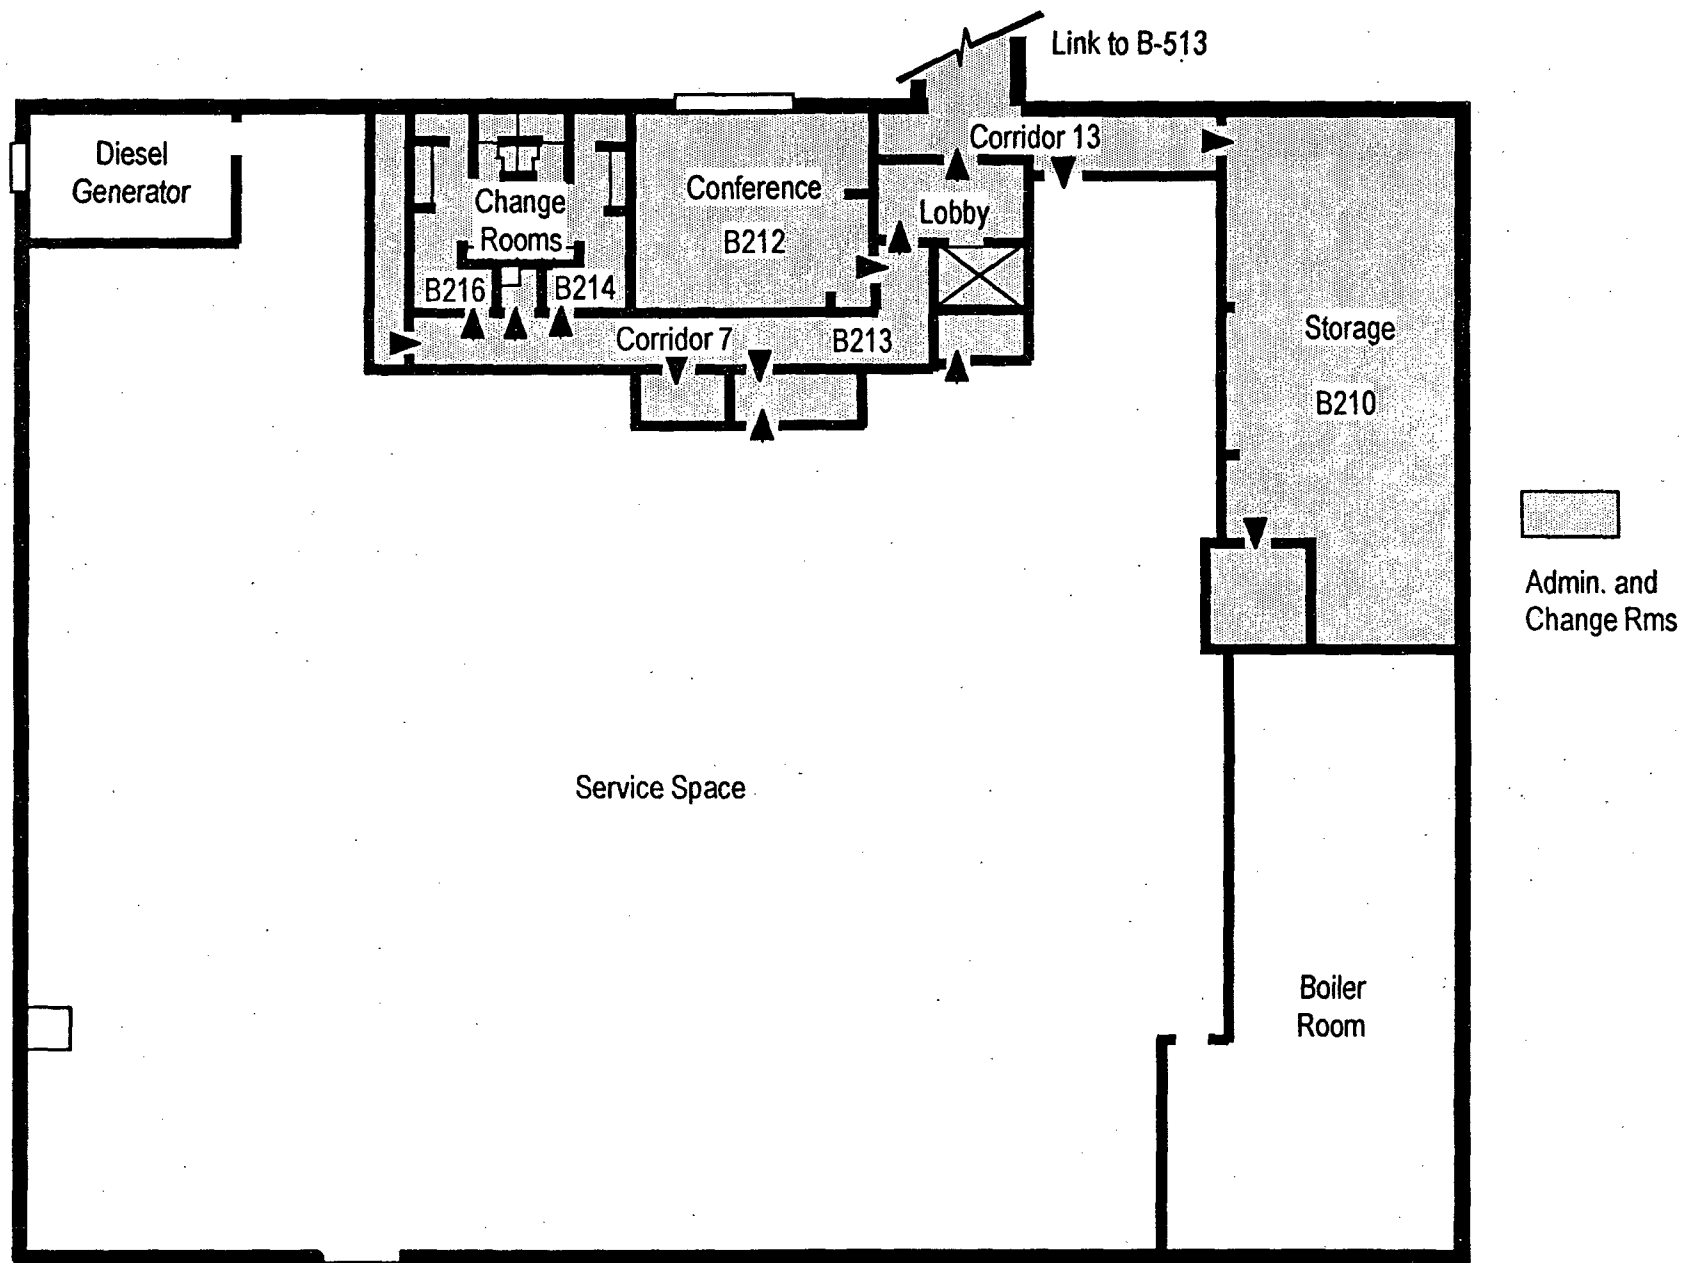 Link to B-513
Corridor 13
Diesel
Generator
Change
Rooms
Conference
B212
Lobby
B216
B214
Corridor 7
B213
Storage
B210
Admin. and
Change Rms
Service Space
Boiler
Room